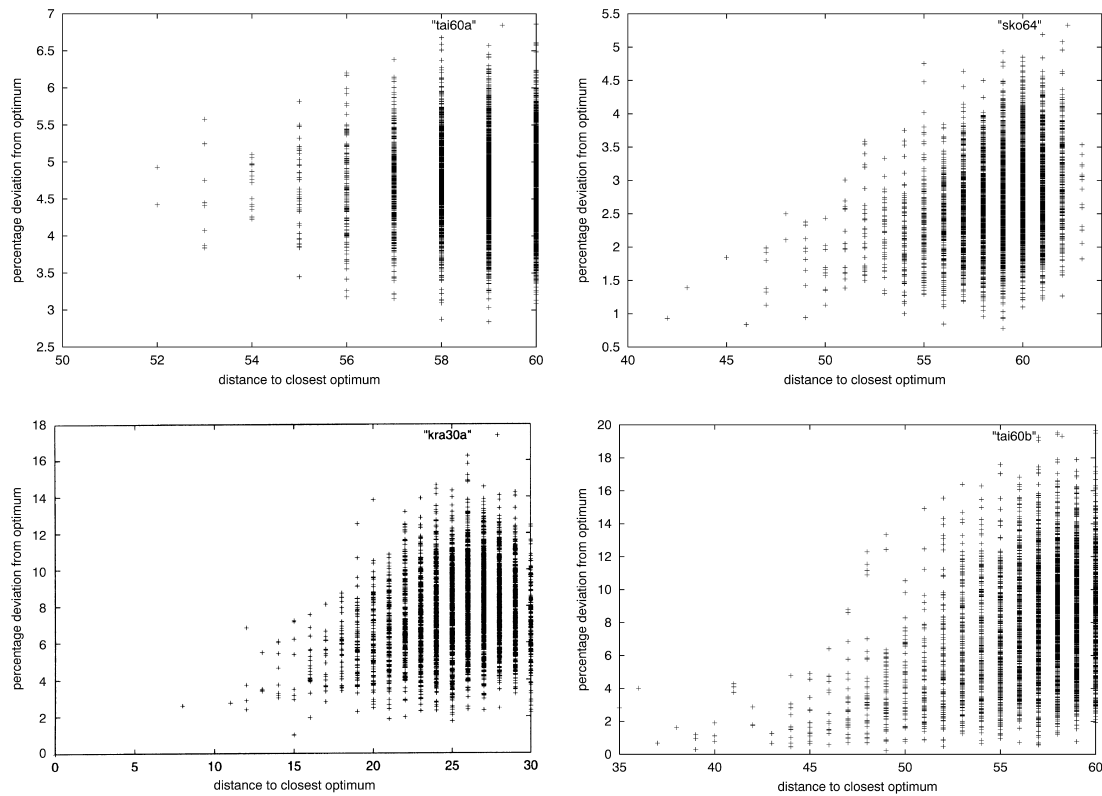 "tai60a"
percentage deviation from optimum
7
6.5
6
5.5
5
4.5
4
3.5
3
2.5
50 52 54 56 58 60
distance to closest optimum
"sko64"
percentage deviation from optimum
5.5
5
4.5
4
3.5
3
2.5
2
1.5
1
0.5
40 45 50 55 60
distance to closest optimum
"kra30a"
percentage deviation from optimum
18
16
14
12
10
8
6
4
2
0
0 5 10 15 20 25 30
distance to closest optimum
"tai60b"
percentage deviation from optimum
20
18
16
14
12
10
8
6
4
2
0
35 40 45 50 55 60
distance to closest optimum